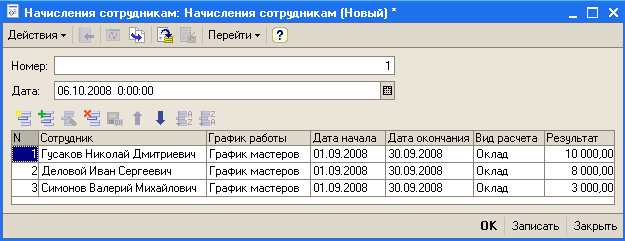 Начисления сотрудникам: Начисления сотрудникам (Новый) *
Действия Перейти ?
Номер: 1
Дата: 06.10.2008 0:00:00
N Сотрудник График работы Дата начала Дата окончания Вид расчета Результат
1 Гусаков Николай Дмитриевич График мастеров 01.09.2008 30.09.2008 Оклад 10 000,00
2 Деловой Иван Сергеевич График мастеров 01.09.2008 30.09.2008 Оклад 8 000,00
3 Симонов Валерий Михайлович График мастеров 01.09.2008 30.09.2008 Оклад 3 000,00
OK Записать Закрыть